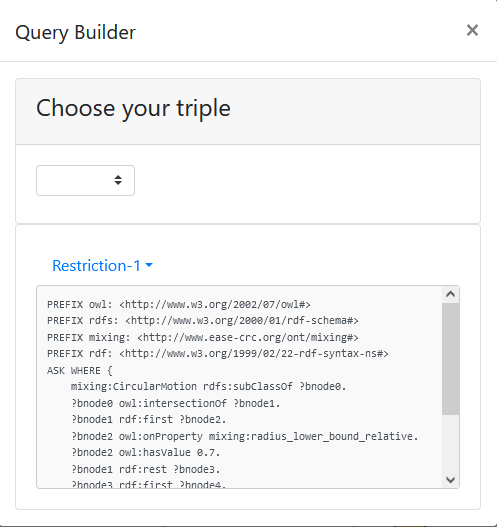 Query Builder
×
Choose your triple
Restriction-1
PREFIX owl: <http://www.w3.org/2002/07/owl#>
PREFIX rdfs: <http://www.w3.org/2000/01/rdf-schema#>
PREFIX mixing: <http://www.ease-crc.org/ont/mixing#>
PREFIX rdf: <http://www.w3.org/1999/02/22-rdf-syntax-ns#>
ASK WHERE {
    mixing:CircularMotion rdfs:subClassOf ?bnode0.
    ?bnode0 owl:intersectionOf ?bnode1.
    ?bnode1 rdf:first ?bnode2.
    ?bnode2 owl:onProperty mixing:radius_lower_bound_relative.
    ?bnode2 owl:hasValue 0.7.
    ?bnode1 rdf:rest ?bnode3.
    ?bnode3 rdf:first ?bnode4.